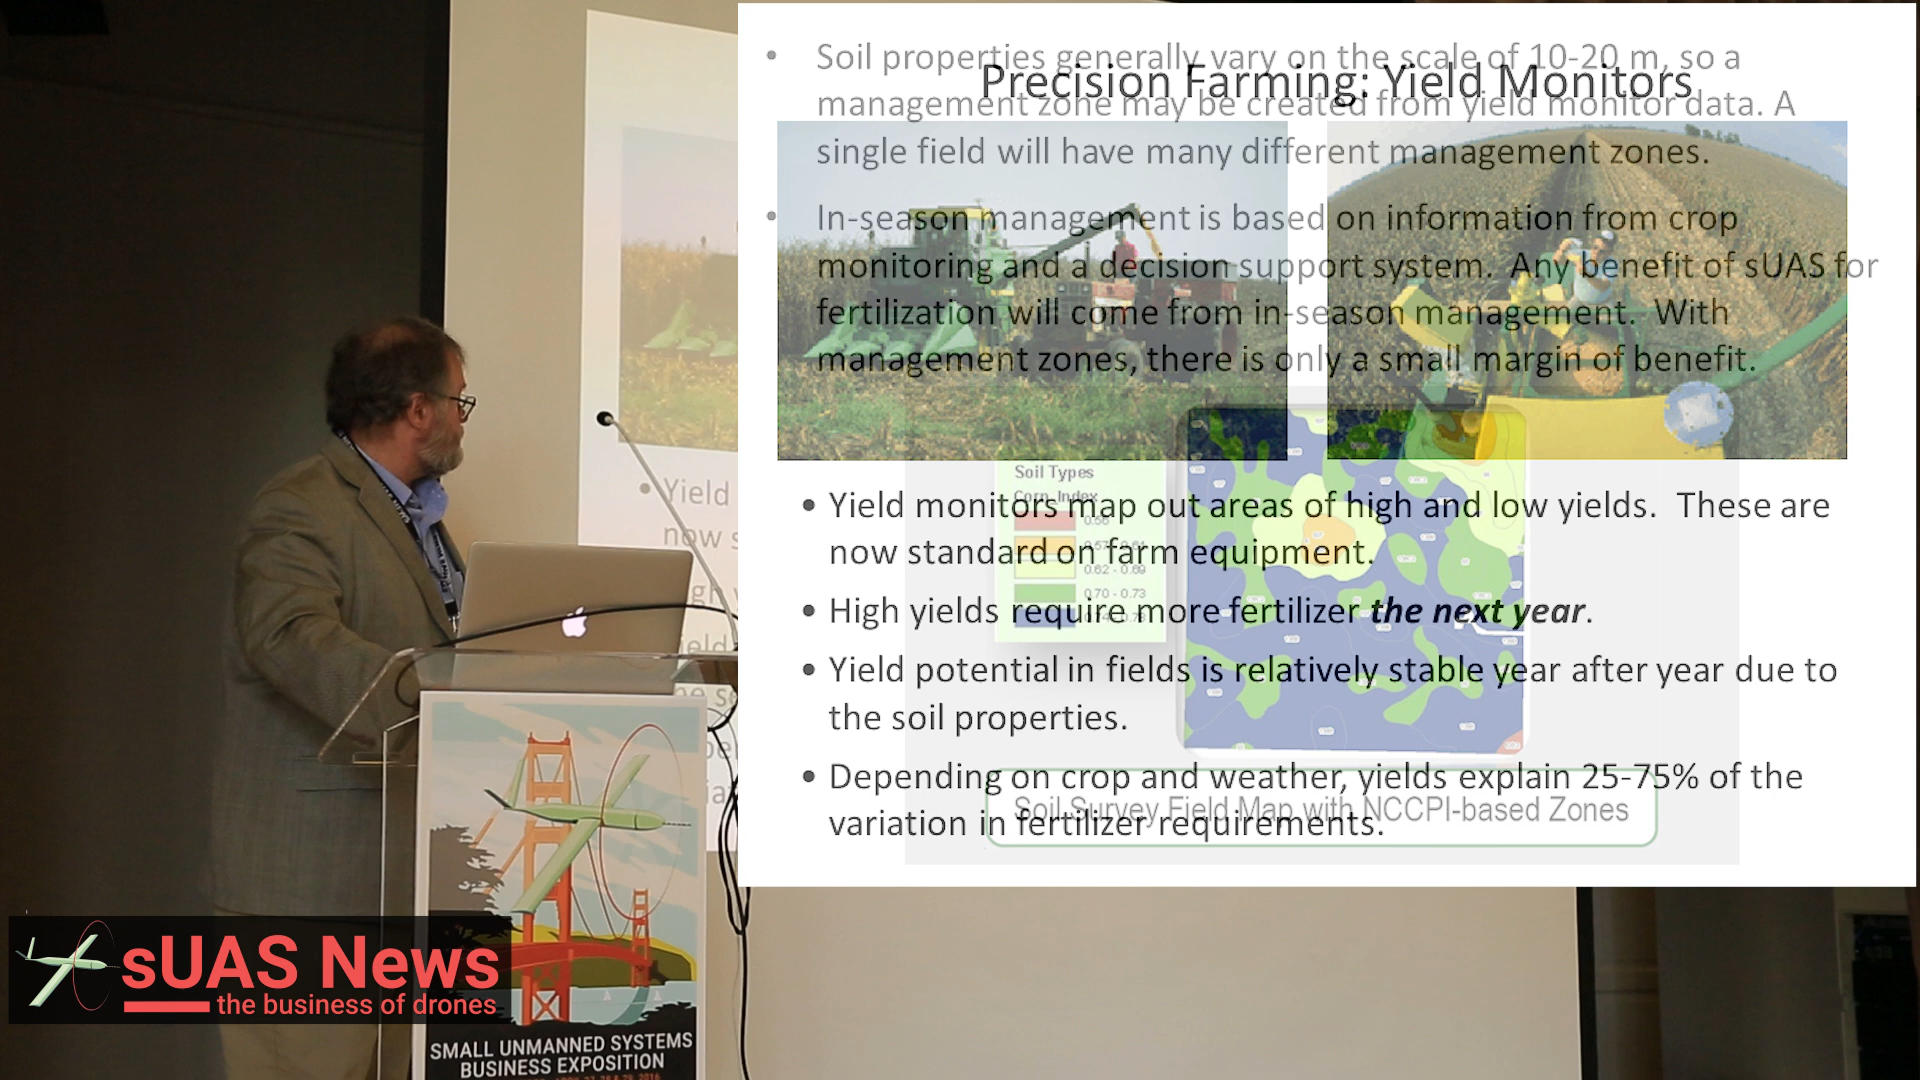 • Soil properties generally vary on the scale of 10-20 m, so a
management zone may be created from yield monitor data. A
single field will have many different management zones.
• In-season management is based on information from crop
monitoring and a decision support system. Any benefit of sUAS for
fertilization will come from in-season management. With
management zones, there is only a small margin of benefit.
Precision Farming: Yield Monitors
Soil Types
Corn Index
0.62 - 0.69
0.70 - 0.73
• Yield monitors map out areas of high and low yields. These are
now standard on farm equipment.
• High yields require more fertilizer the next year.
• Yield potential in fields is relatively stable year after year due to
the soil properties.
• Depending on crop and weather, yields explain 25-75% of the
variation in fertilizer requirements.
Soil Survey Field Map with NCCPI-based Zones
• Yield
now s
sUAS News
the business of drones
SMALL UNMANNED SYSTEMS
BUSINESS EXPOSITION